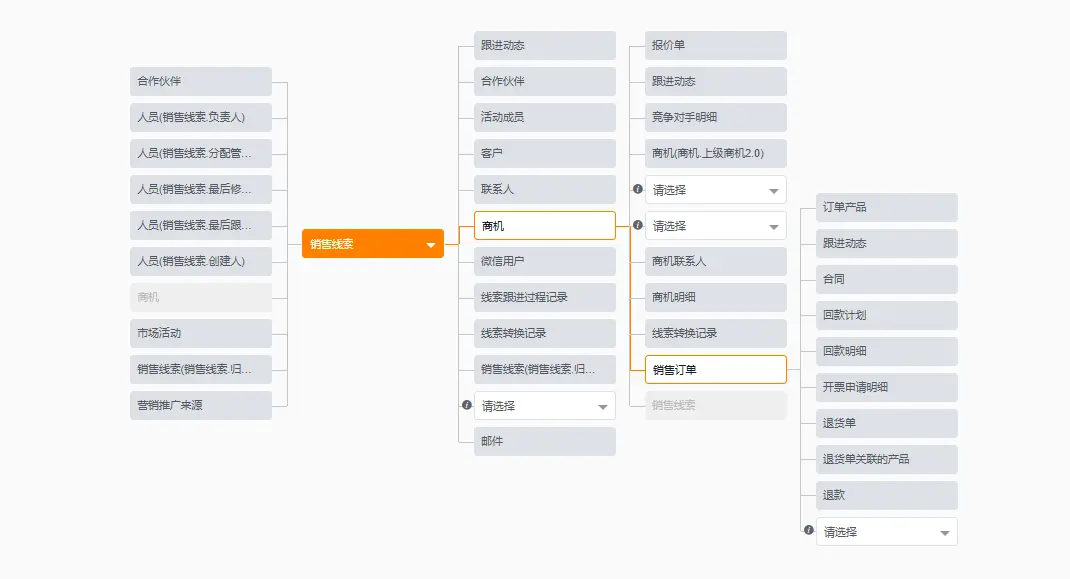 合作伙伴
人员(销售线索.负责人)
人员(销售线索.分配管...
人员(销售线索.最后修...
人员(销售线索.最后跟...
人员(销售线索.创建人)
商机
市场活动
销售线索(销售线索.归...
营销推广来源
销售线索
跟进动态
合作伙伴
活动成员
客户
联系人
商机
微信用户
线索跟进过程记录
线索转换记录
销售线索(销售线索.归...
请选择
邮件
报价单
跟进动态
竞争对手明细
商机(商机.上级商机2.0)
请选择
请选择
商机联系人
商机明细
线索转换记录
销售订单
销售线索
订单产品
跟进动态
合同
回款计划
回款明细
开票申请明细
退货单
退货单关联的产品
退款
请选择